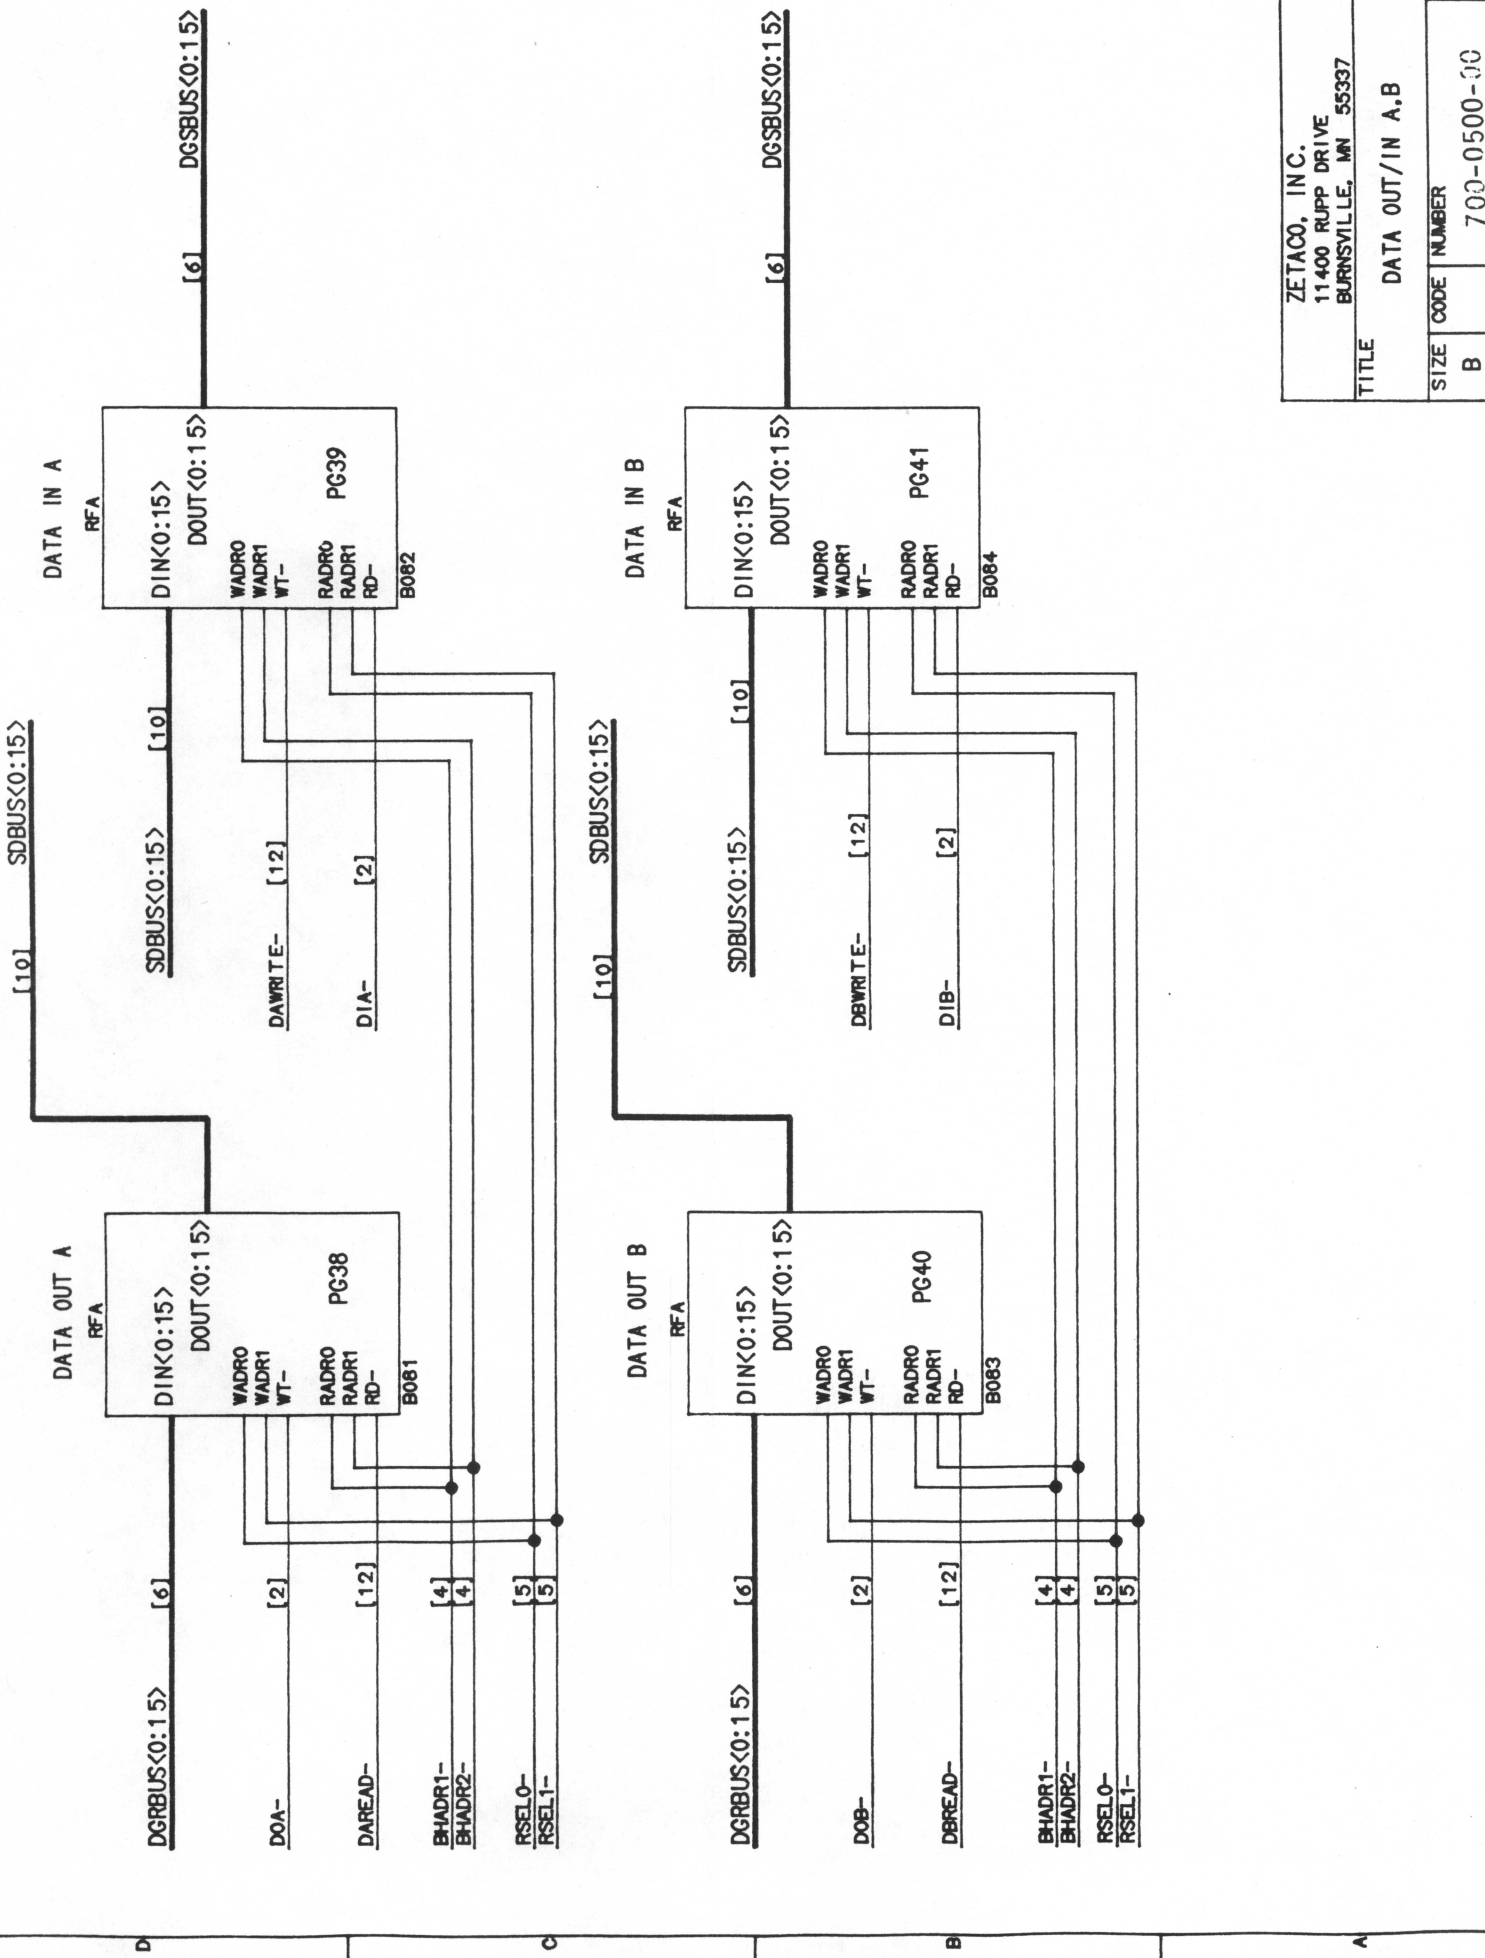 DATA OUT A
RFA
DIN<0:15>
DOUT<0:15>
WADR0
WADR1
WT-
PG38
RADR0
RADR1
RD-
B081
DGRBUS<0:15>
[6]
DOA-
[2]
DAREAD-
[12]
BHADR1-
[4]
BHADR2-
[4]
RSEL0-
[5]
RSEL1-
[5]
[10]
SDBUS<0:15>
DATA IN A
RFA
DIN<0:15>
DOUT<0:15>
WADR0
WADR1
WT-
PG39
RADR0
RADR1
RD-
B082
SDBUS<0:15>
[10]
DAWRITE-
[12]
DIA-
[2]
[6]
DGSBUS<0:15>
DATA OUT B
RFA
DIN<0:15>
DOUT<0:15>
WADR0
WADR1
WT-
PG40
RADR0
RADR1
RD-
B083
DGRBUS<0:15>
[6]
DOB-
[2]
DBREAD-
[12]
BHADR1-
[4]
BHADR2-
[4]
RSEL0-
[5]
RSEL1-
[5]
[10]
SDBUS<0:15>
DATA IN B
RFA
DIN<0:15>
DOUT<0:15>
WADR0
WADR1
WT-
PG41
RADR0
RADR1
RD-
B084
SDBUS<0:15>
[10]
DBWRITE-
[12]
DIB-
[2]
[6]
DGSBUS<0:15>
D
C
B
A
ZETACO, INC.
11400 RUPP DRIVE
BURNSVILLE, MN 55337
TITLE
DATA OUT/IN A,B
SIZE CODE NUMBER
B 700-0500-00